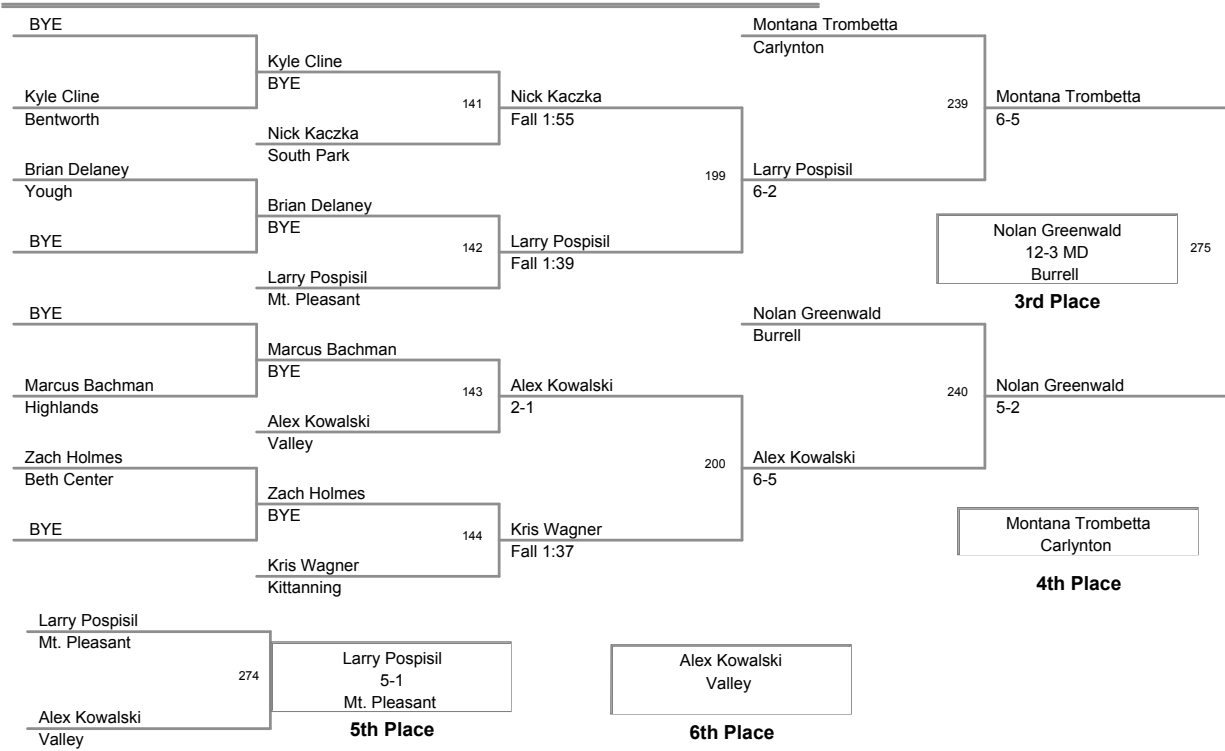 BYE
Kyle Cline
Bentworth
Brian Delaney
Yough
BYE
BYE
Marcus Bachman
Highlands
Zach Holmes
Beth Center
BYE
Kyle Cline
BYE
141
Nick Kaczka
South Park
Brian Delaney
BYE
142
Larry Pospisil
Mt. Pleasant
Marcus Bachman
BYE
143
Alex Kowalski
Valley
Zach Holmes
BYE
144
Kris Wagner
Kittanning
Nick Kaczka
Fall 1:55
199
Larry Pospisil
Fall 1:39
Alex Kowalski
2-1
200
Kris Wagner
Fall 1:37
Montana Trombetta
Carlynton
239
Larry Pospisil
6-2
Nolan Greenwald
Burrell
240
Alex Kowalski
6-5
Montana Trombetta
6-5
Nolan Greenwald
12-3 MD
Burrell
275
3rd Place
Nolan Greenwald
5-2
Montana Trombetta
Carlynton
4th Place
Larry Pospisil
Mt. Pleasant
274
Alex Kowalski
Valley
Larry Pospisil
5-1
Mt. Pleasant
5th Place
Alex Kowalski
Valley
6th Place